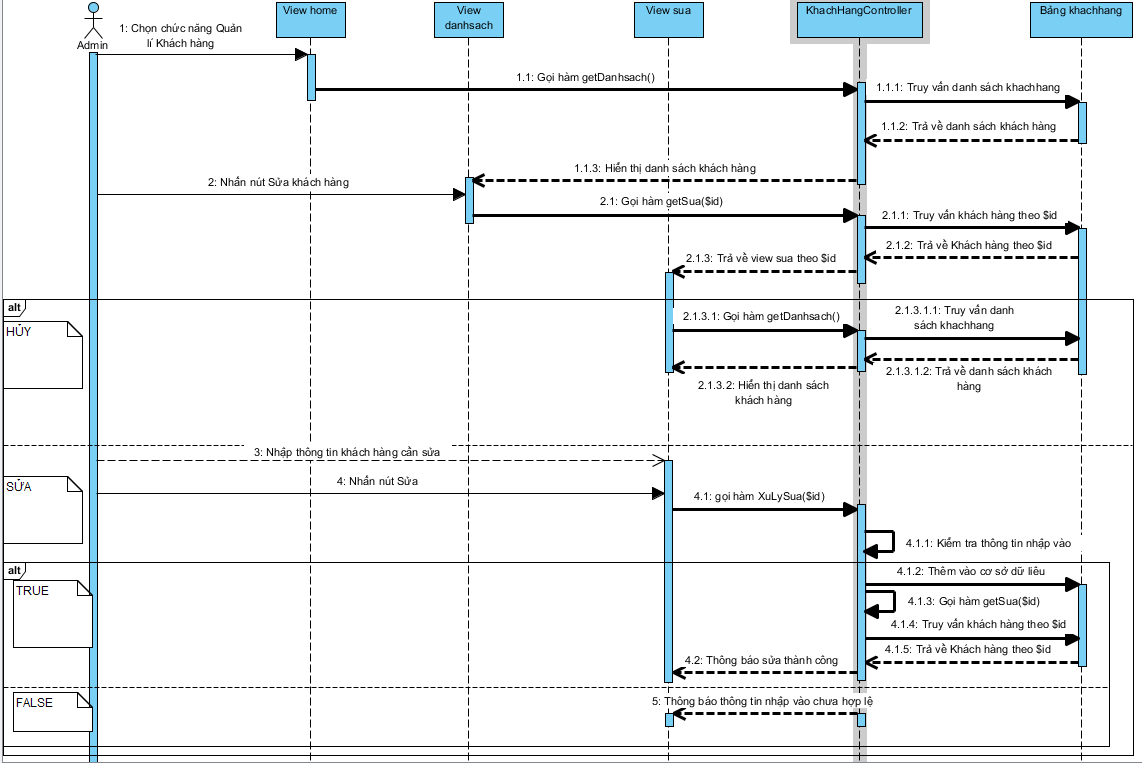 View home
View
danhsach
View sua
KhachHangController
Bảng khachhang
Admin
1: Chọn chức năng Quản
lí Khách hàng
1.1: Gọi hàm getDanhsach()
1.1.1: Truy vấn danh sách khachhang
1.1.2: Trả về danh sách khách hàng
1.1.3: Hiển thị danh sách khách hàng
2: Nhấn nút Sửa khách hàng
2.1: Gọi hàm getSua($id)
2.1.1: Truy vấn khách hàng theo $id
2.1.2: Trả về Khách hàng theo $id
2.1.3: Trả về view sua theo $id
alt
HỦY
2.1.3.1: Gọi hàm getDanhsach()
2.1.3.1.1: Truy vấn danh
sách khachhang
2.1.3.1.2: Trả về danh sách khách
hàng
2.1.3.2: Hiển thị danh sách
khách hàng
3: Nhập thông tin khách hàng cần sửa
SỬA
4: Nhấn nút Sửa
4.1: gọi hàm XuLySua($id)
4.1.1: Kiểm tra thông tin nhập vào
alt
TRUE
4.1.2: Thêm vào cơ sở dữ liêu
4.1.3: Gọi hàm getSua($id)
4.1.4: Truy vấn khách hàng theo $id
4.1.5: Trả về Khách hàng theo $id
4.2: Thông báo sửa thành công
FALSE
5: Thông báo thông tin nhập vào chưa hợp lệ